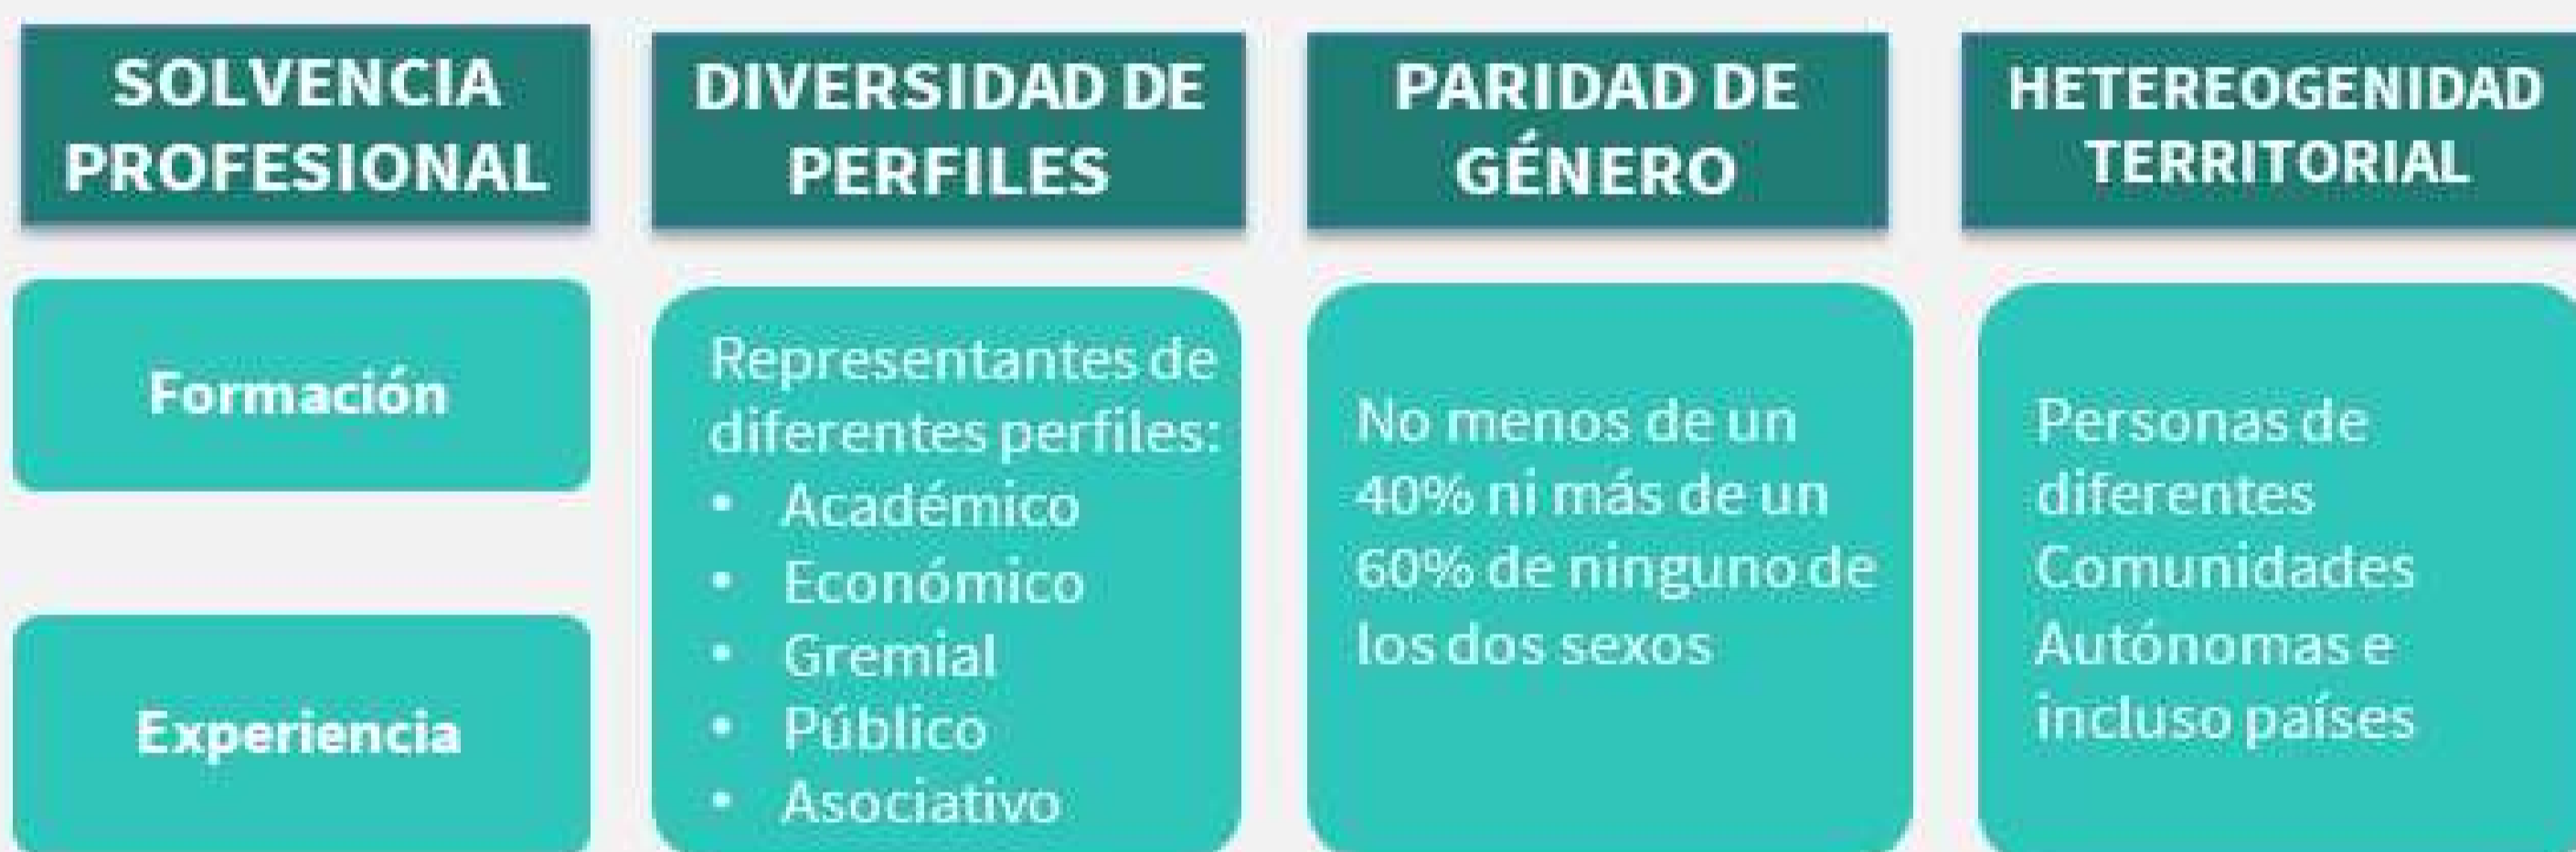 SOLVENCIA
PROFESIONAL
Formación
Experiencia
DIVERSIDAD DE
PERFILES
Representantes de
diferentes perfiles:
• Académico
• Económico
• Gremial
• Público
• Asociativo
PARIDAD DE
GÉNERO
No menos de un
40% ni más de un
60% de ninguno de
los dos sexos
HETEREOGENIDAD
TERRITORIAL
Personas de
diferentes
Comunidades
Autónomas e
incluso países